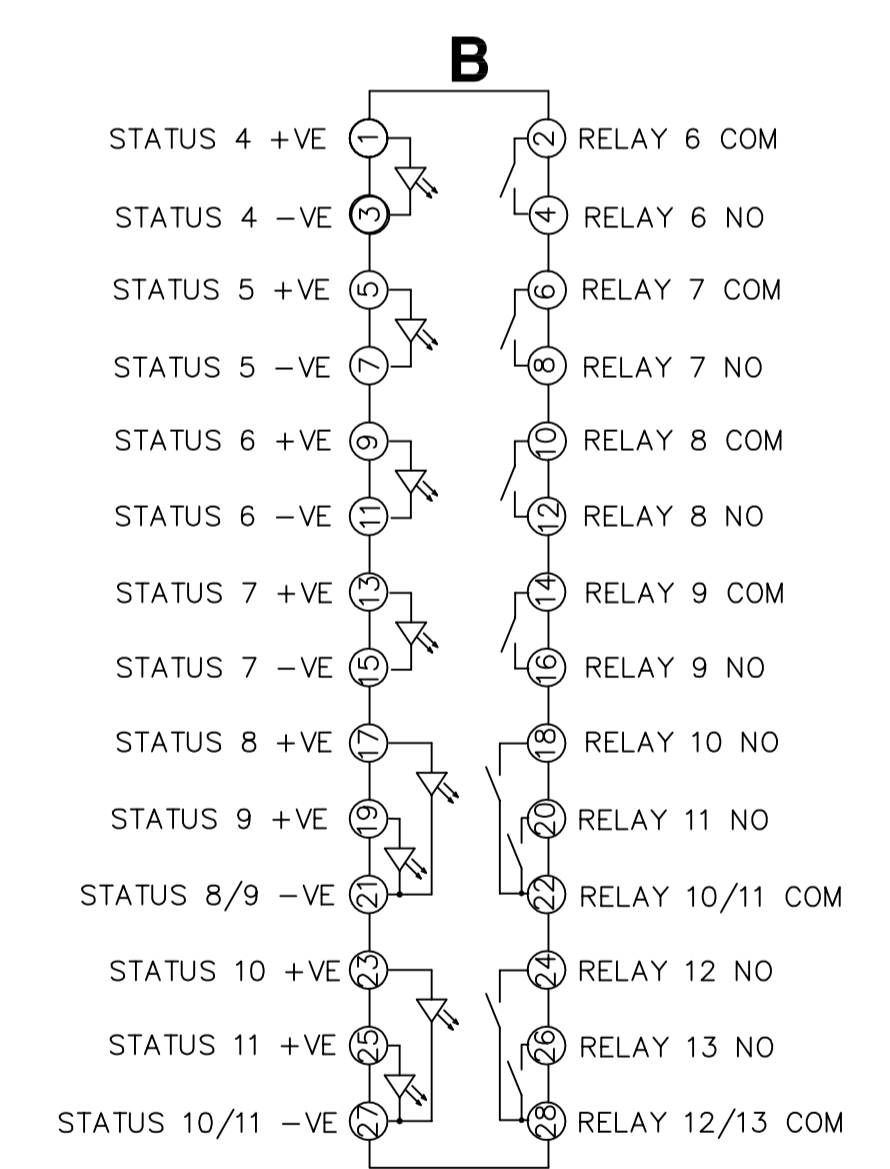 B
STATUS 4 +VE 1 2 RELAY 6 COM
STATUS 4 −VE 3 4 RELAY 6 NO
STATUS 5 +VE 5 6 RELAY 7 COM
STATUS 5 −VE 7 8 RELAY 7 NO
STATUS 6 +VE 9 10 RELAY 8 COM
STATUS 6 −VE 11 12 RELAY 8 NO
STATUS 7 +VE 13 14 RELAY 9 COM
STATUS 7 −VE 15 16 RELAY 9 NO
STATUS 8 +VE 17 18 RELAY 10 NO
STATUS 9 +VE 19 20 RELAY 11 NO
STATUS 8/9 −VE 21 22 RELAY 10/11 COM
STATUS 10 +VE 23 24 RELAY 12 NO
STATUS 11 +VE 25 26 RELAY 13 NO
STATUS 10/11 −VE 27 28 RELAY 12/13 COM